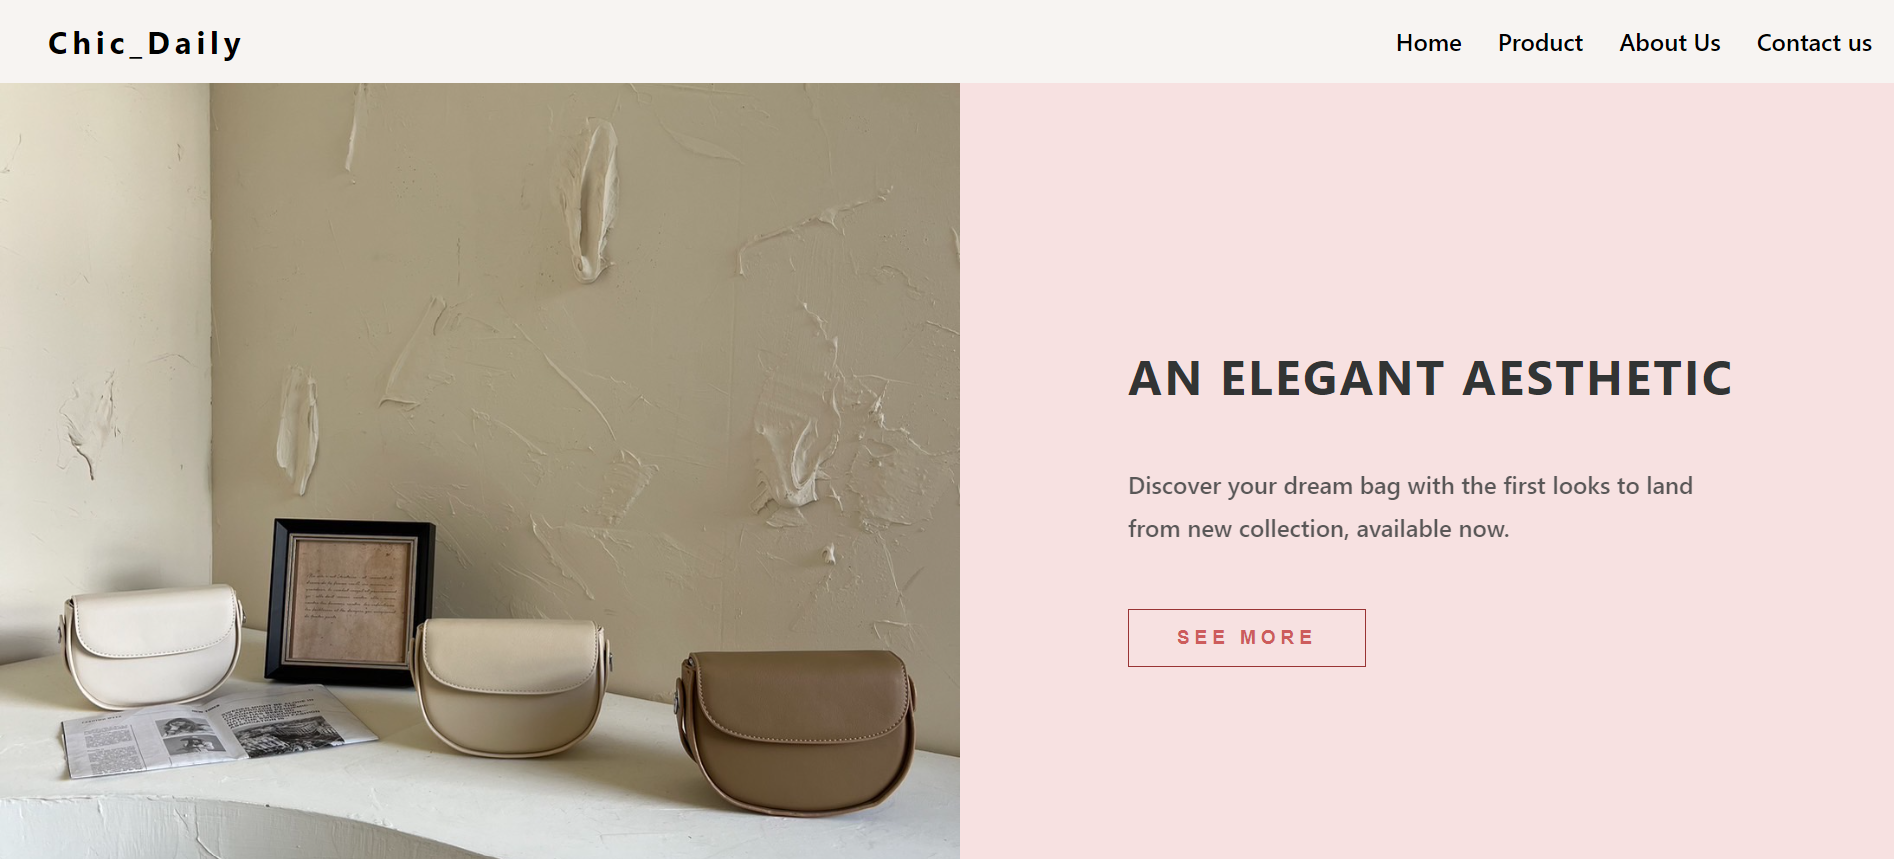 Chic_Daily
Home Product About Us Contact us
AN ELEGANT AESTHETIC
Discover your dream bag with the first looks to land
from new collection, available now.
SEE MORE